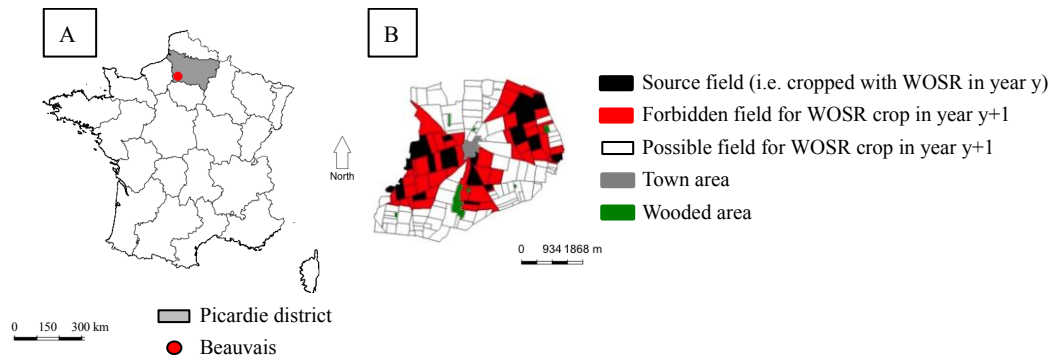 A
B
North
0 150 300 km
Picardie district
Beauvais
Source field (i.e. cropped with WOSR in year y)
Forbidden field for WOSR crop in year y+1
Possible field for WOSR crop in year y+1
Town area
Wooded area
0 934 1868 m